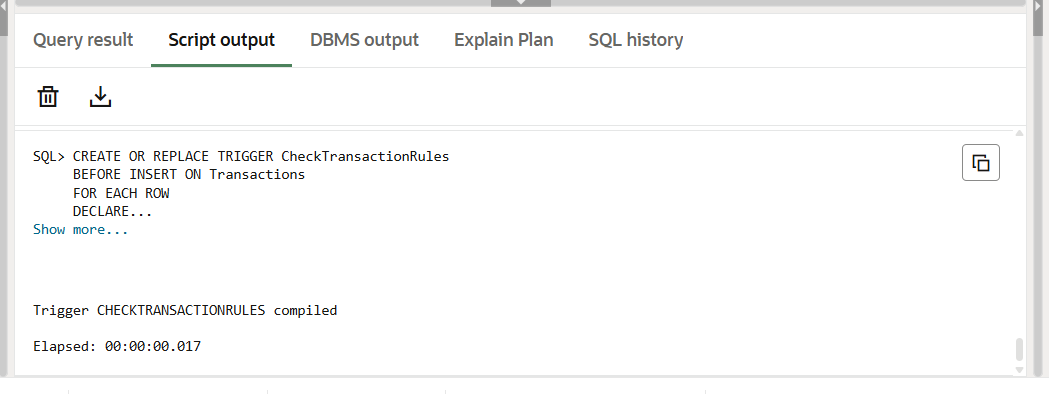 Query result Script output DBMS output Explain Plan SQL history
SQL> CREATE OR REPLACE TRIGGER CheckTransactionRules
BEFORE INSERT ON Transactions
FOR EACH ROW
DECLARE...
Show more...
Trigger CHECKTRANSACTIONRULES compiled
Elapsed: 00:00:00.017